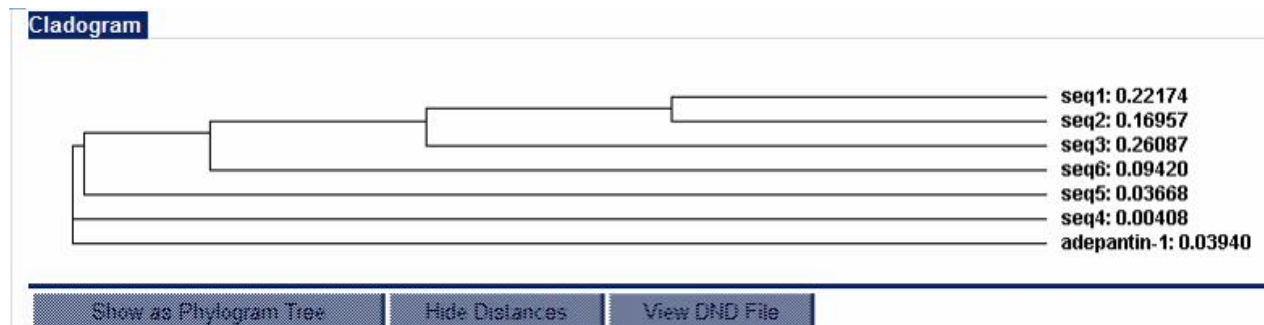 Cladogram
seq1: 0.22174
seq2: 0.16957
seq3: 0.26087
seq6: 0.09420
seq5: 0.03668
seq4: 0.00408
adepantin-1: 0.03940
Show as Phylogram Tree Hide Distances View DND File